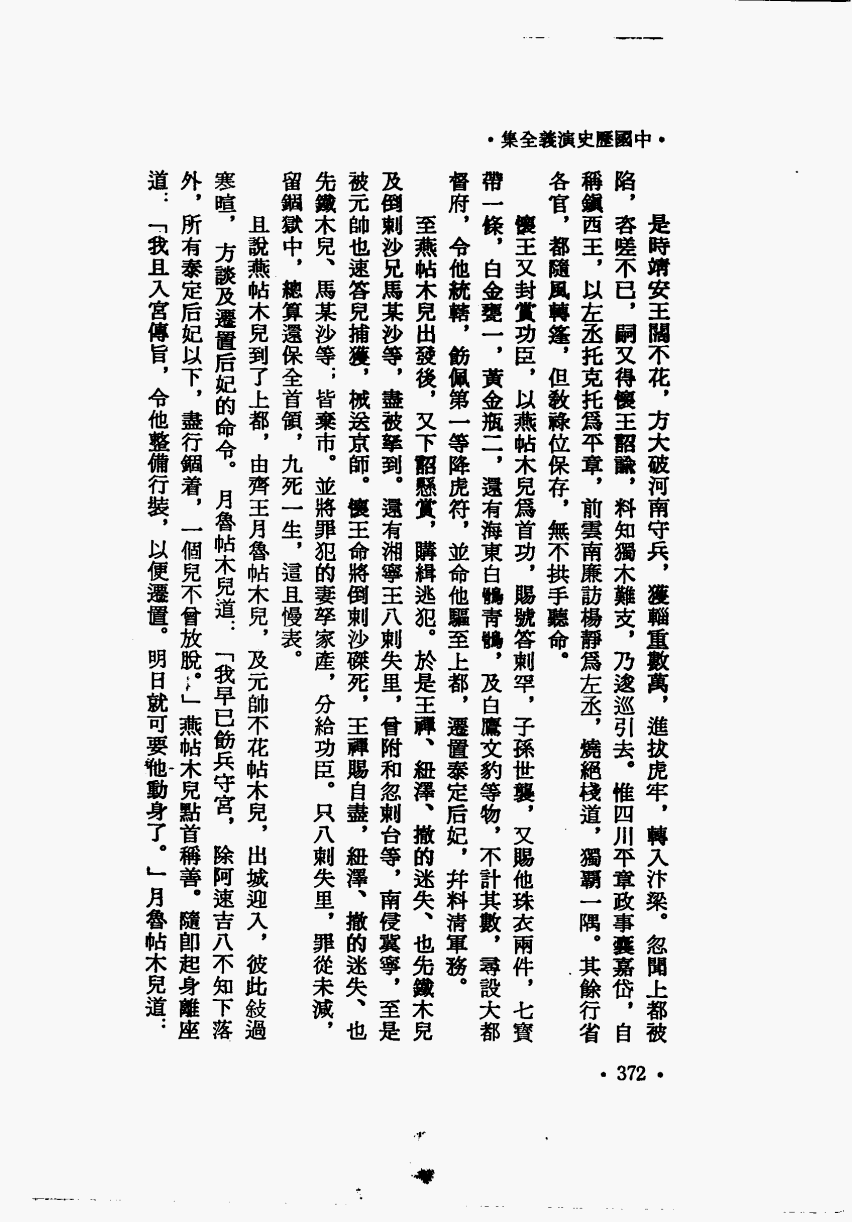 •中國歷史演義全集•
是時靖安王闊不花，方大破河南守兵，獲輜重數萬，進拔虎牢，轉入汴梁。忽聞上都被
陷，咨嗟不已，嗣又得懷王詔諭，料知獨木難支，乃逡巡引去。惟四川平章政事囊嘉岱，自
稱鎮西王，以左丞托克托爲平章，前雲南廉訪楊靜爲左丞，燒絕棧道，獨霸一隅。其餘行省
各官，都隨風轉篷，但教祿位保存，無不拱手聽命。
懷王又封賞功臣，以燕帖木兒爲首功，賜號答剌罕，子孫世襲，又賜他珠衣兩件，七寶
帶一條，白金甕一，黃金瓶二，還有海東白鶻青鶻，及白鷹文豹等物，不計其數，尋設大都
督府，令他統轄，飭佩第一等降虎符，並命他驅至上都，遷置泰定后妃，幷料清軍務。
至燕帖木兒出發後，又下詔懸賞，購緝逃犯。於是王禪、紐澤、撤的迷失、也先鐵木兒
及倒剌沙兄馬某沙等，盡被拏到。還有湘寧王八剌失里，曾附和忽剌台等，南侵冀寧，至是
被元帥也速答兒捕獲，械送京師。懷王命將倒剌沙磔死，王禪賜自盡，紐澤、撤的迷失、也
先鐵木兒、馬某沙等；皆棄市。並將罪犯的妻孥家產，分給功臣。只八剌失里，罪從未減，
留錮獄中，總算還保全首領，九死一生，這且慢表。
且說燕帖木兒到了上都，由齊王月魯帖木兒，及元帥不花帖木兒，出城迎入，彼此敍過
寒暄，方談及遷置后妃的命令。月魯帖木兒道：「我早已飭兵守宮，除阿速吉八不知下落
外，所有泰定后妃以下，盡行錮着，一個兒不曾放脫。」燕帖木兒點首稱善。隨卽起身離座
道：「我且入宮傳旨，令他整備行裝，以便遷置。明日就可要他動身了。」月魯帖木兒道：
•372•